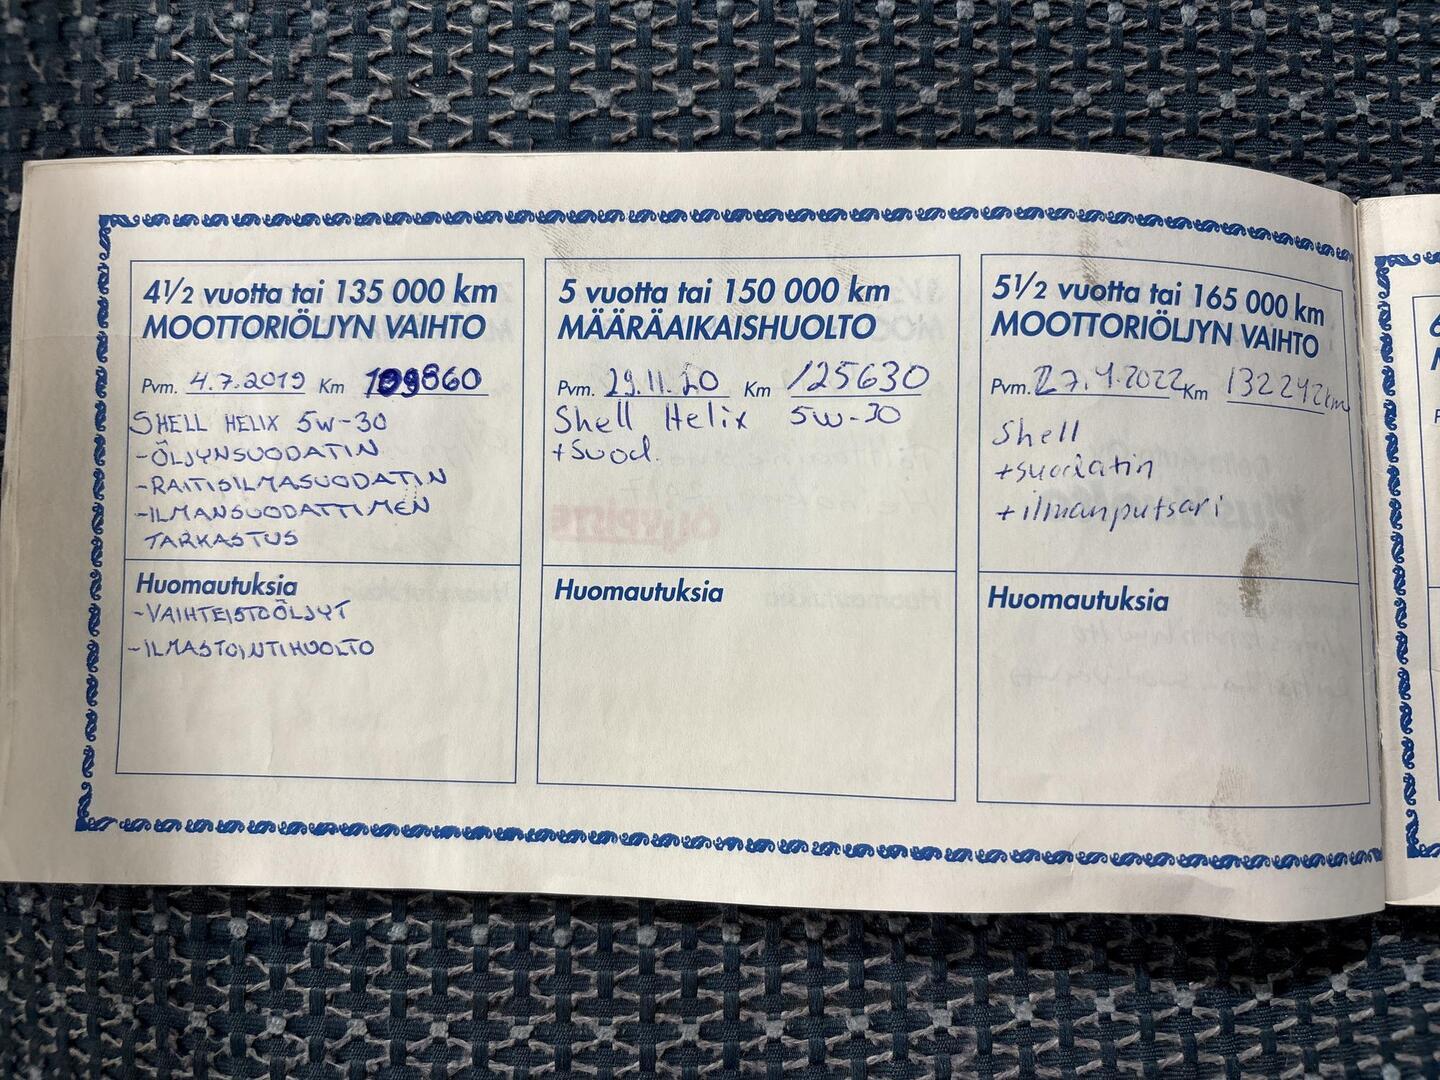 4½ vuotta tai 135 000 km
MOOTTORIÖLJYN VAIHTO
Pvm. 4.7.2019 Km 109860
SHELL HELIX 5W-30
-ÖLJYNSUODATIN
-RAITISILMASUODATIN
-ILMANSUODATTIMEN
TARKASTUS
Huomautuksia
-VAIHTEISTOÖLJYT
-ILMASTOINTIHUOLTO
5 vuotta tai 150 000 km
MÄÄRÄAIKAISHUOLTO
Pvm. 29.11.20 Km 125630
Shell Helix 5w-30
+Suod.
ÖLJYPISTE
Huomautuksia
5½ vuotta tai 165 000 km
MOOTTORIÖLJYN VAIHTO
Pvm. 27.4.2022 Km 132242km
Shell
+suodatin
+ilmanputsari
Huomautuksia